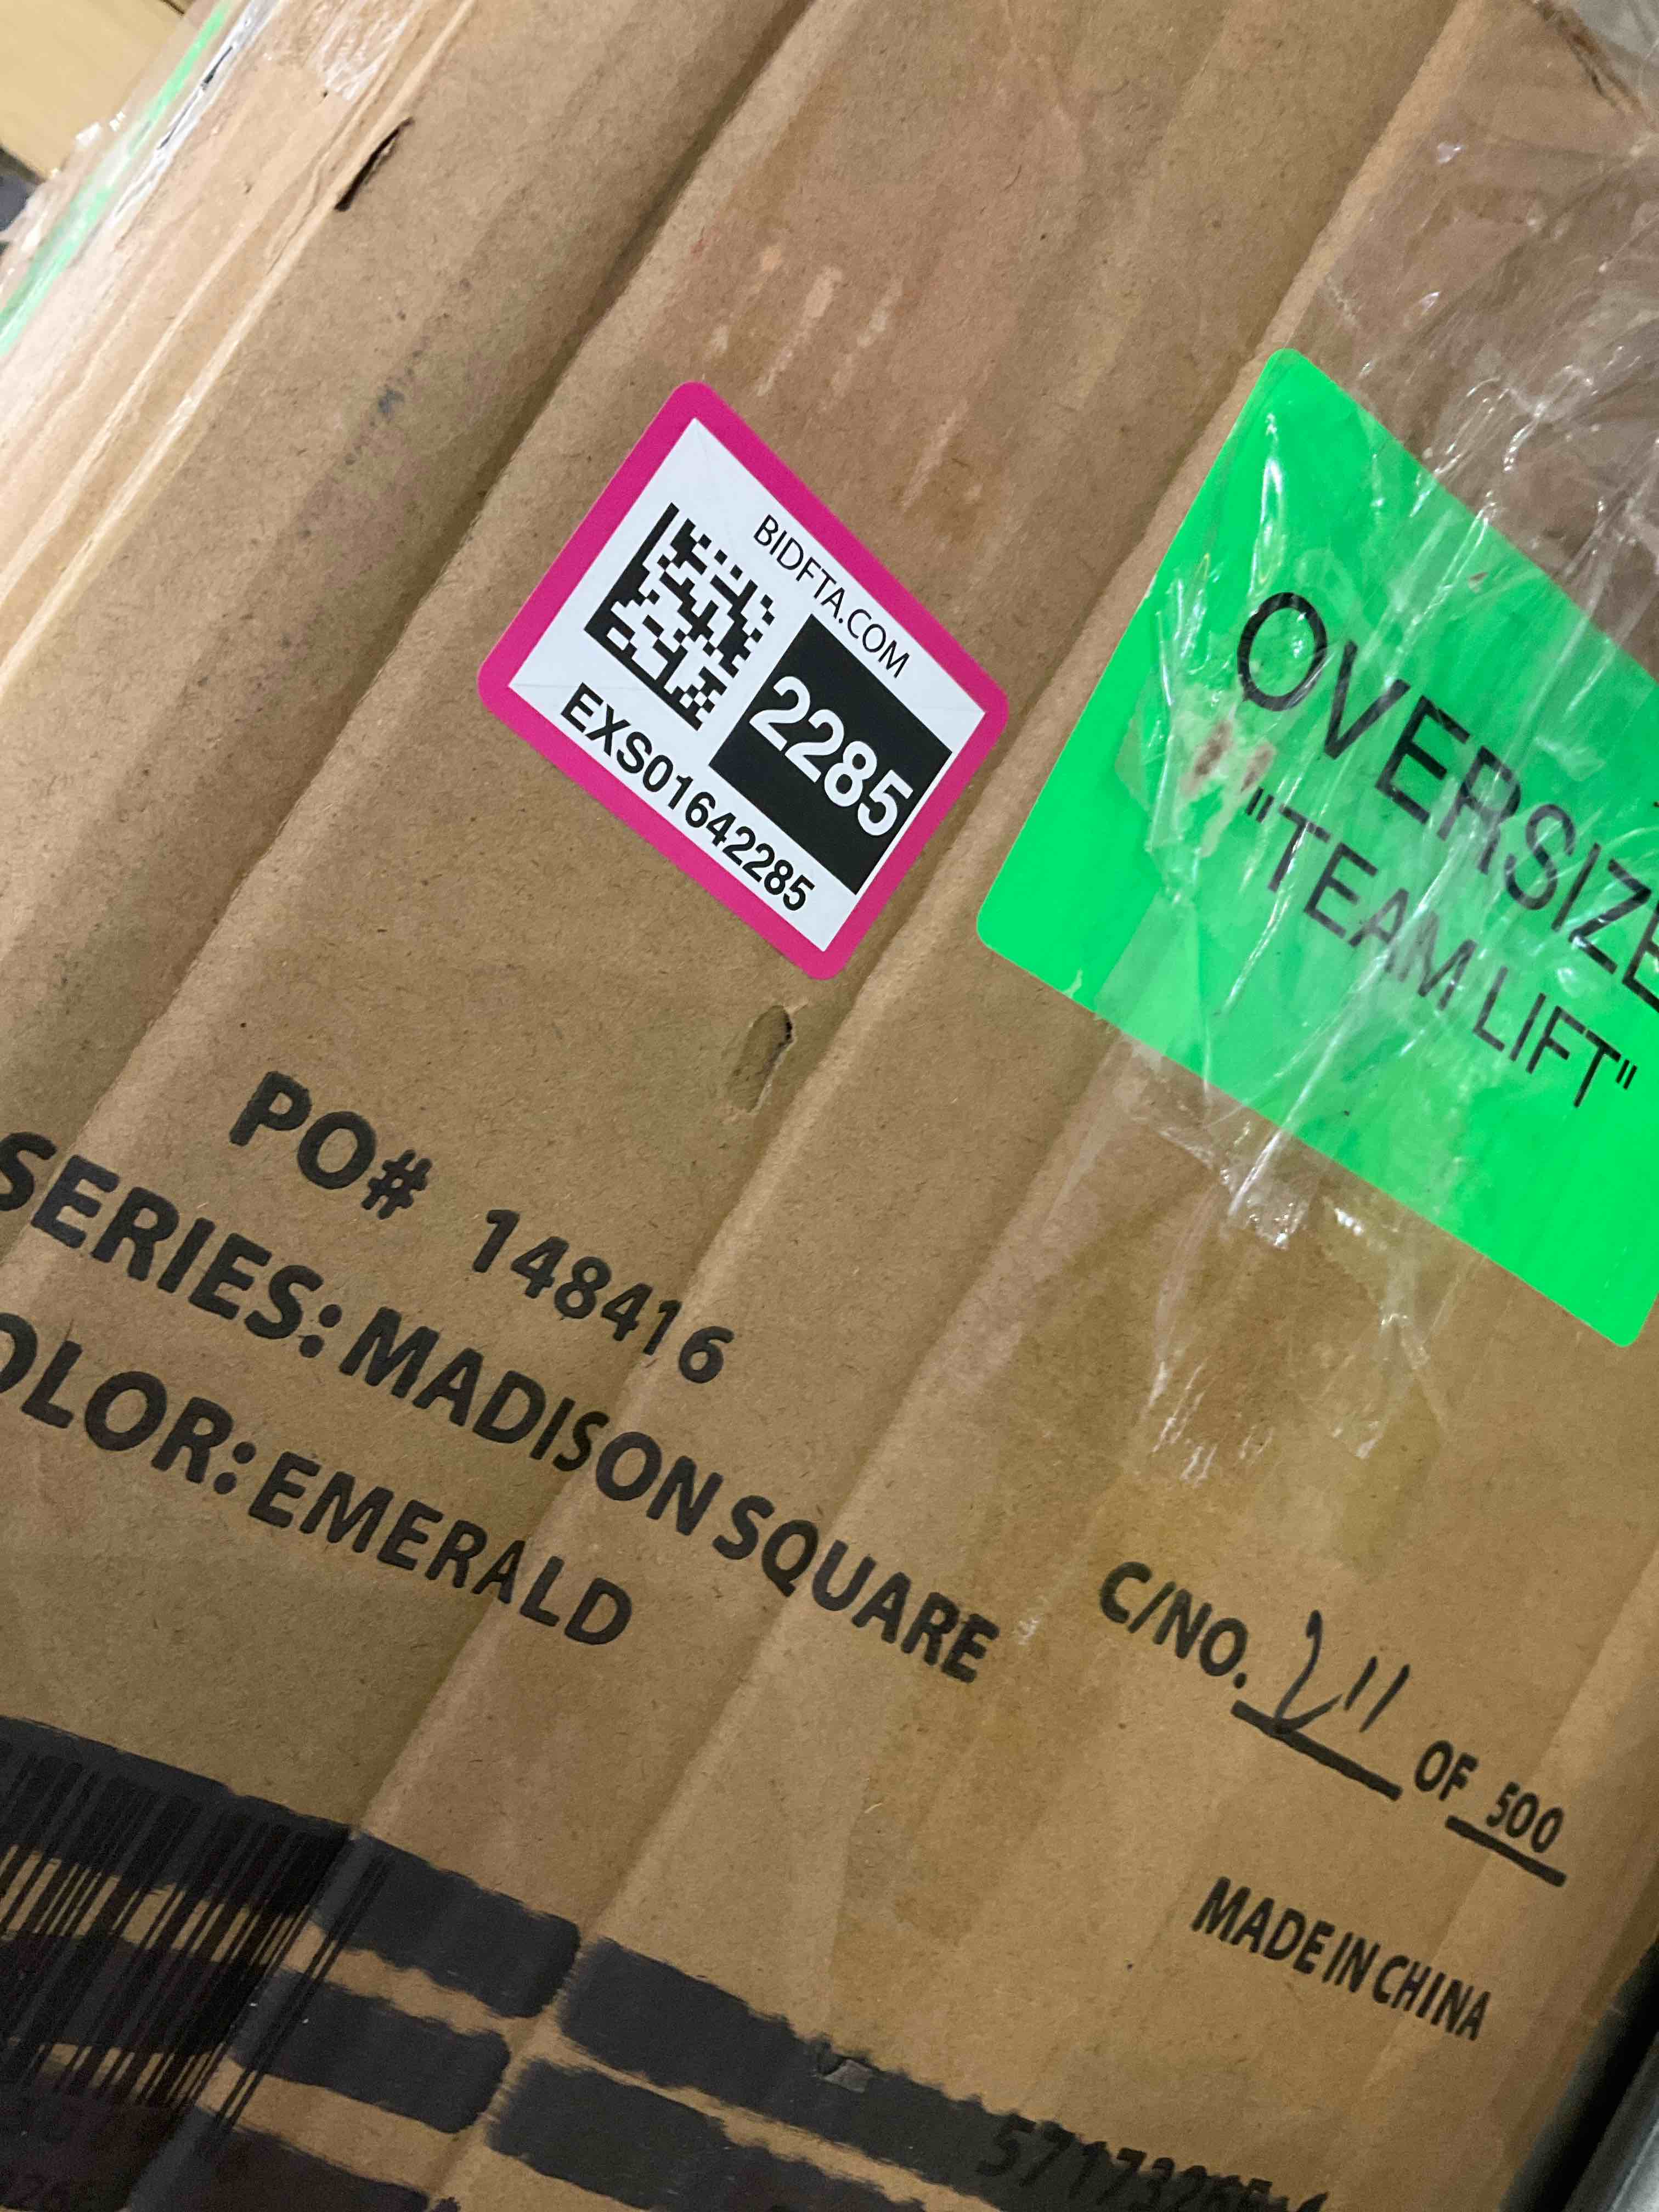 BIDFTA.COM
2285
EXS01642285
OVERSIZE
"TEAM LIFT"
PO# 148416
SERIES: MADISON SQUARE
OLOR: EMERALD
C/NO. 211 OF 500
MADE IN CHINA